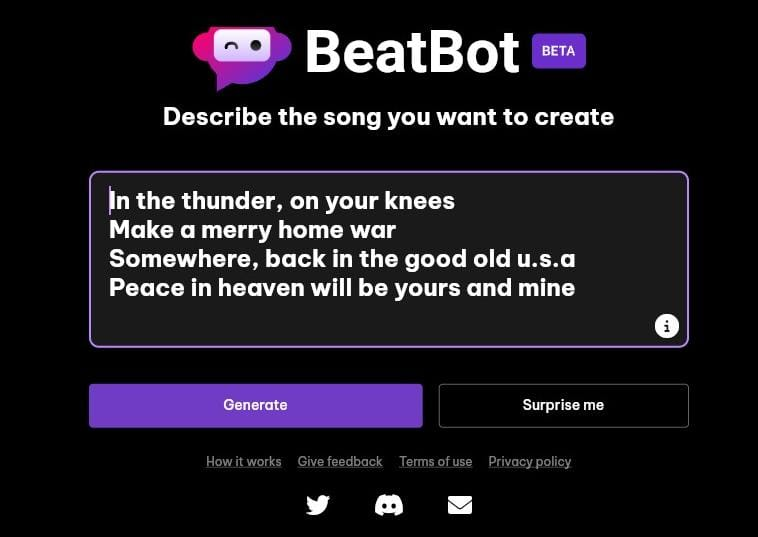 BeatBot BETA
Describe the song you want to create
In the thunder, on your knees
Make a merry home war
Somewhere, back in the good old u.s.a
Peace in heaven will be yours and mine
i
Generate Surprise me
How it works Give feedback Terms of use Privacy policy